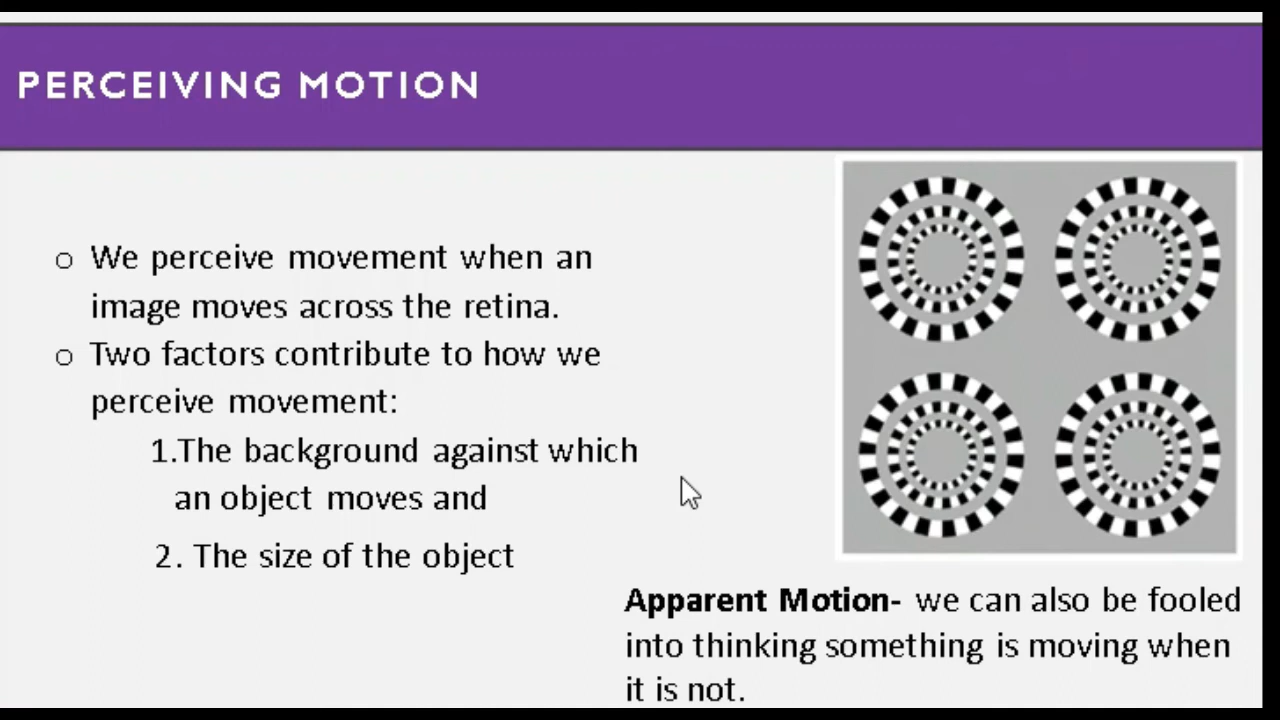 PERCEIVING MOTION
o We perceive movement when an
image moves across the retina.
o Two factors contribute to how we
perceive movement:
1.The background against which
an object moves and
2. The size of the object
Apparent Motion- we can also be fooled
into thinking something is moving when
it is not.